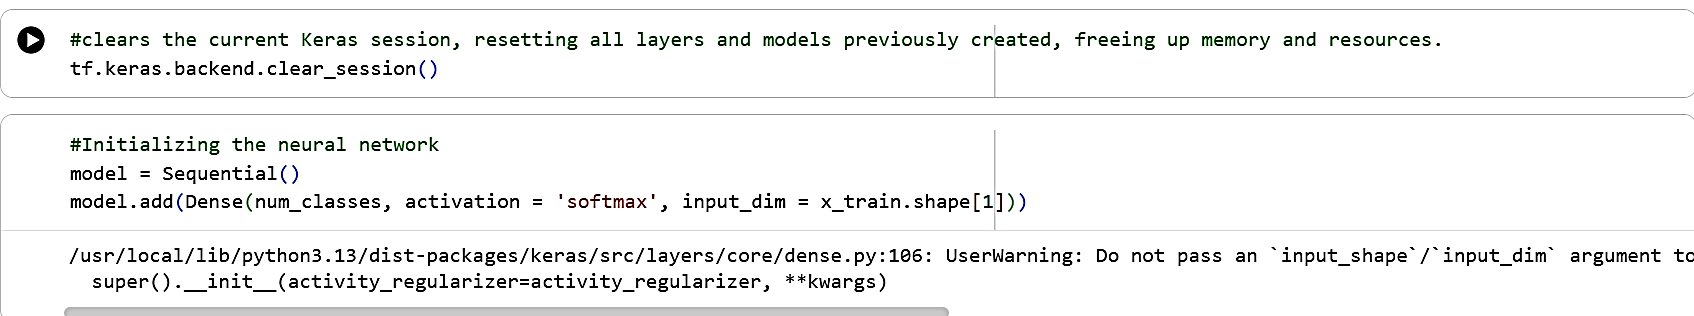 #clears the current Keras session, resetting all layers and models previously created, freeing up memory and resources.
tf.keras.backend.clear_session()
#Initializing the neural network
model = Sequential()
model.add(Dense(num_classes, activation = 'softmax', input_dim = x_train.shape[1]))
/usr/local/lib/python3.13/dist-packages/keras/src/layers/core/dense.py:106: UserWarning: Do not pass an `input_shape`/`input_dim` argument to
super().__init__(activity_regularizer=activity_regularizer, **kwargs)